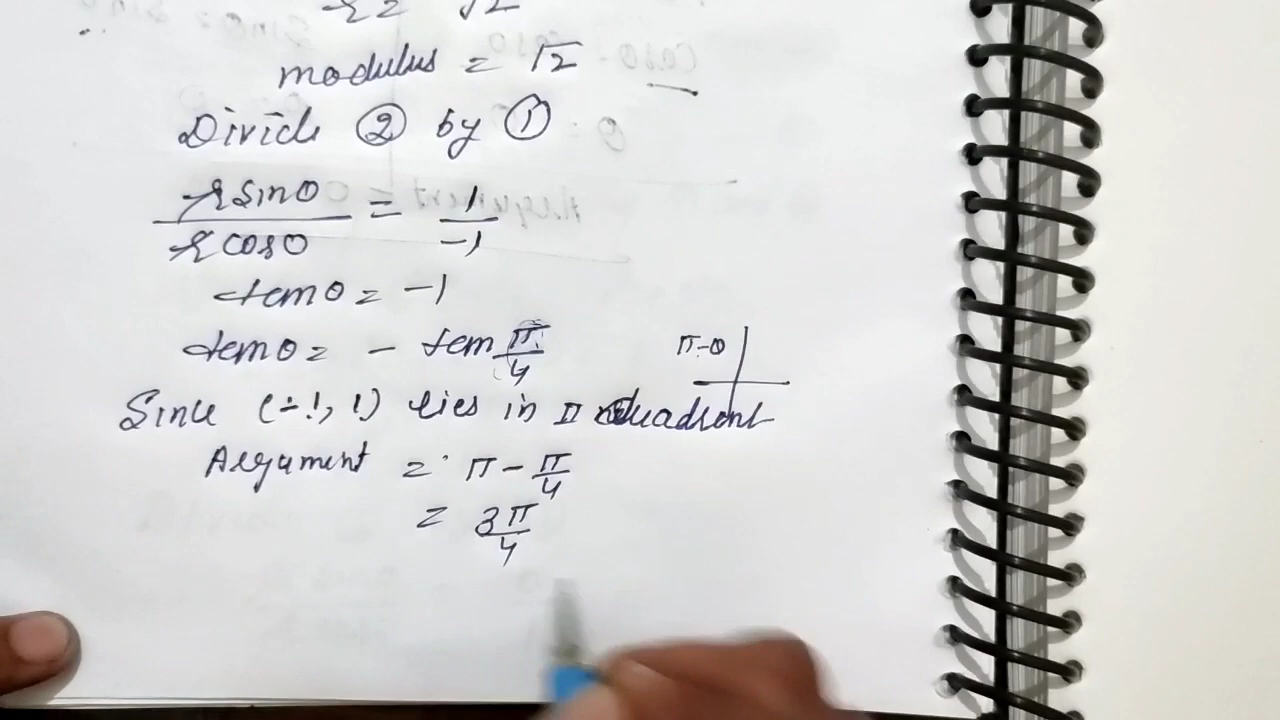 r = √2
modulus = √2
Divide ② by ①
r sinθ / r cosθ = 1 / -1
tanθ = -1
tanθ = - tan π/4
π-θ
Since (-1, 1) lies in II Quadrant
Argument = π - π/4
= 3π/4